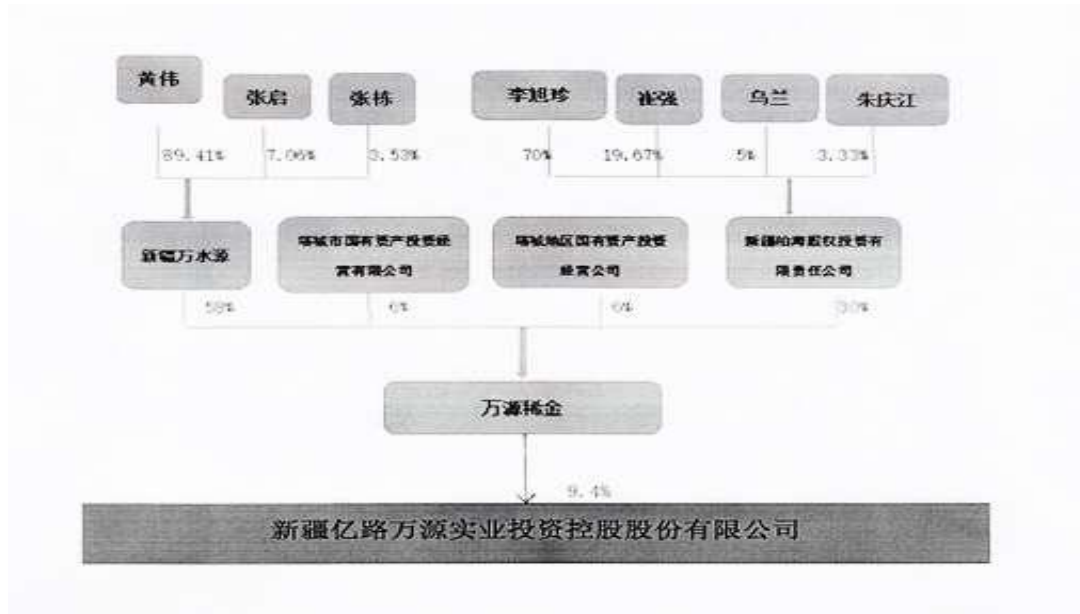 黄伟
张启
张栋
李旭珍
崔强
乌兰
朱庆江
89.41%
7.06%
3.53%
70%
19.67%
5%
3.33%
新疆万水源
塔城市国有资产投资经
营有限公司
塔城地区国有资产投资
经营公司
新疆柏海股权投资有
限责任公司
58%
6%
6%
30%
万源稀金
9.4%
新疆亿路万源实业投资控股股份有限公司